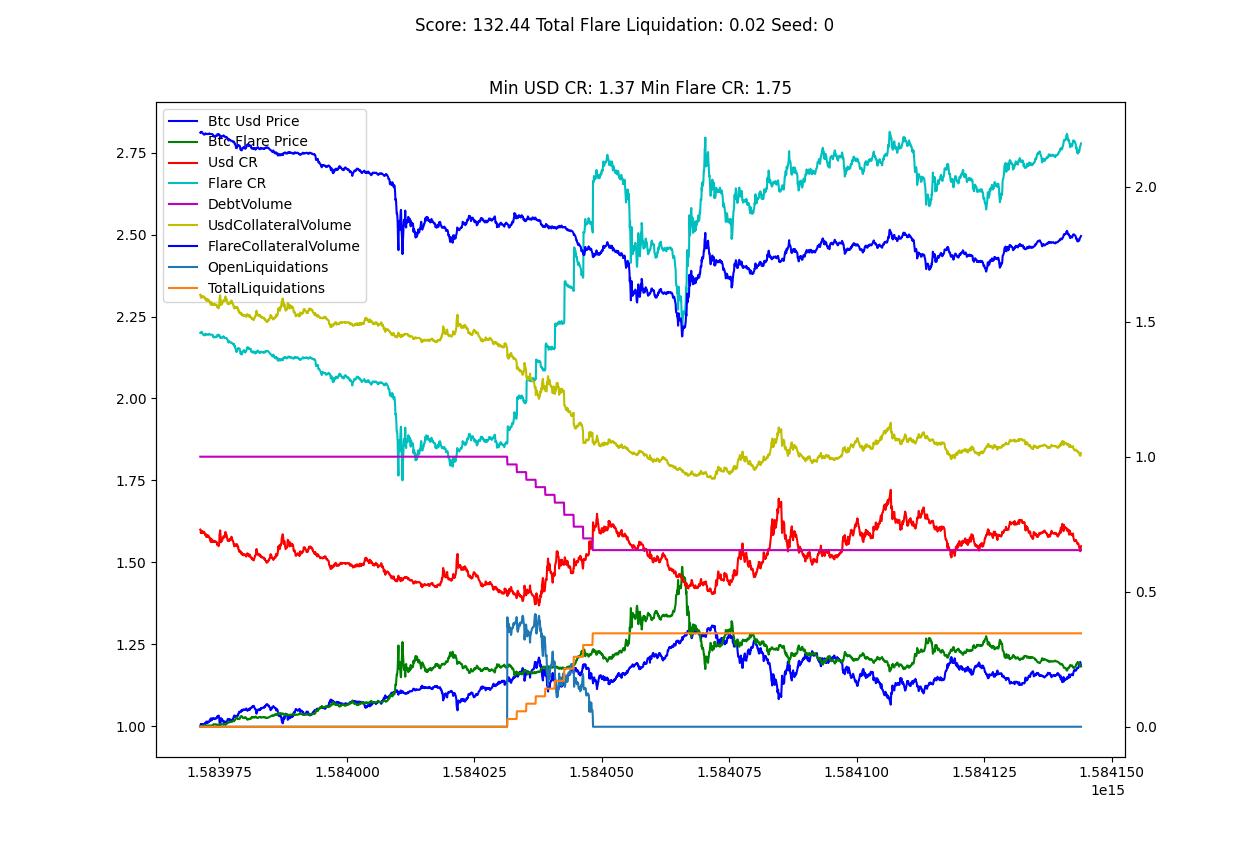 Score: 132.44 Total Flare Liquidation: 0.02 Seed: 0
Min USD CR: 1.37 Min Flare CR: 1.75
Btc Usd Price
Btc Flare Price
Usd CR
Flare CR
DebtVolume
UsdCollateralVolume
FlareCollateralVolume
OpenLiquidations
TotalLiquidations
2.75
2.50
2.25
2.00
1.75
1.50
1.25
1.00
2.0
1.5
1.0
0.5
0.0
1.583975 1.584000 1.584025 1.584050 1.584075 1.584100 1.584125 1.584150
1e15